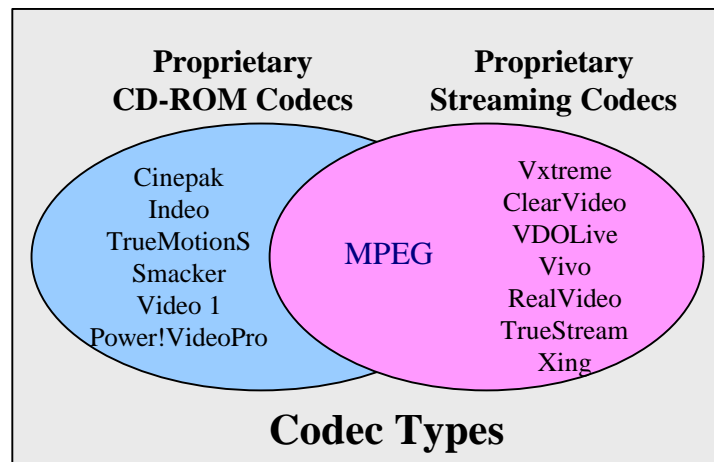 Proprietary
CD-ROM Codecs
Proprietary
Streaming Codecs
Cinepak
Indeo
TrueMotionS
Smacker
Video 1
Power!VideoPro
MPEG
Vxtreme
ClearVideo
VDOLive
Vivo
RealVideo
TrueStream
Xing
Codec Types